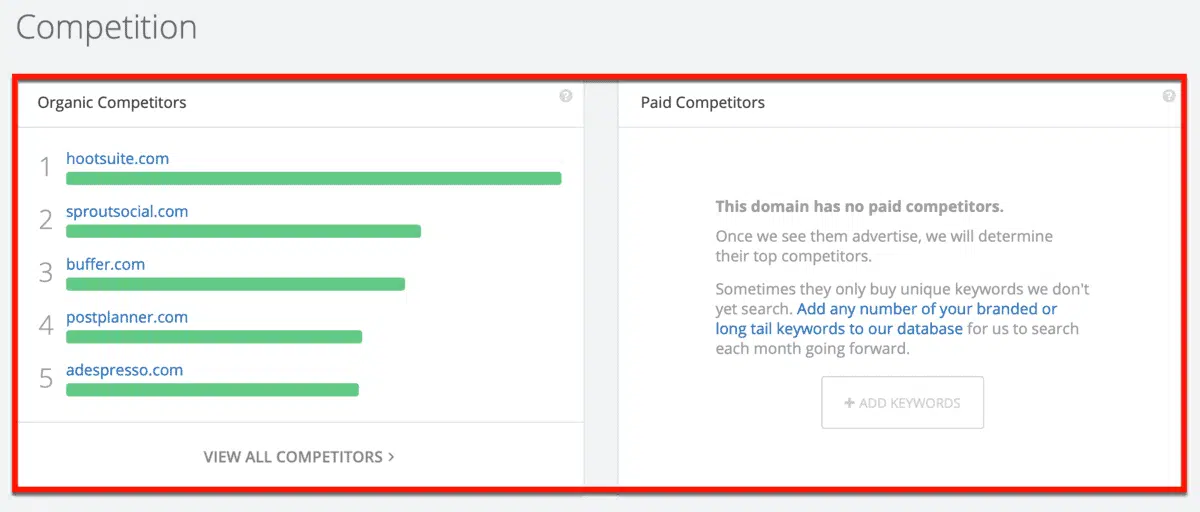 Competition
Organic Competitors
?
1
hootsuite.com
2
sproutsocial.com
3
buffer.com
4
postplanner.com
5
adespresso.com
VIEW ALL COMPETITORS >
Paid Competitors
?
This domain has no paid competitors.
Once we see them advertise, we will determine
their top competitors.
Sometimes they only buy unique keywords we don't
yet search. Add any number of your branded or
long tail keywords to our database for us to search
each month going forward.
+ ADD KEYWORDS